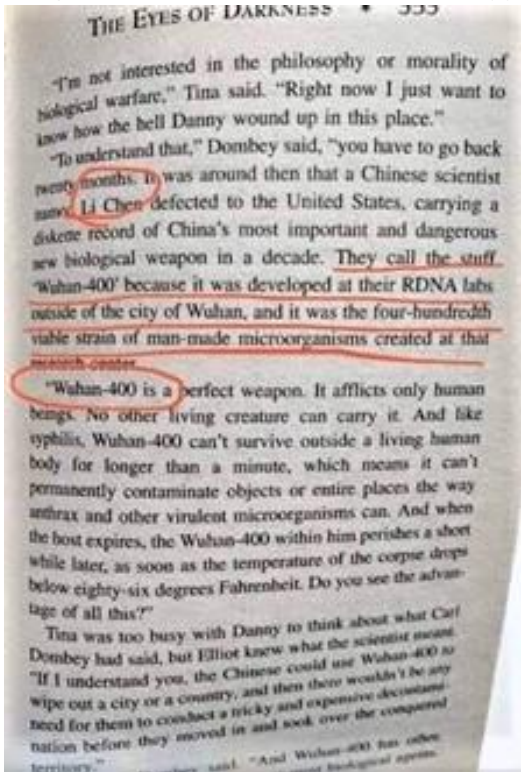 THE EYES OF DARKNESS • 333
"I'm not interested in the philosophy or morality of
biological warfare," Tina said. "Right now I just want to
know how the hell Danny wound up in this place."
"To understand that," Dombey said, "you have to go back
twenty months. It was around then that a Chinese scientist
named Li Chen defected to the United States, carrying a
diskette record of China's most important and dangerous
new biological weapon in a decade. They call the stuff
'Wuhan-400' because it was developed at their RDNA labs
outside of the city of Wuhan, and it was the four-hundredth
viable strain of man-made microorganisms created at that
research center.
"Wuhan-400 is a perfect weapon. It afflicts only human
beings. No other living creature can carry it. And like
syphilis, Wuhan-400 can't survive outside a living human
body for longer than a minute, which means it can't
permanently contaminate objects or entire places the way
anthrax and other virulent microorganisms can. And when
the host expires, the Wuhan-400 within him perishes a short
while later, as soon as the temperature of the corpse drops
below eighty-six degrees Fahrenheit. Do you see the advan-
tage of all this?"
Tina was too busy with Danny to think about what Carl
Dombey had said, but Elliot knew what the scientist meant.
"If I understand you, the Chinese could use Wuhan-400 to
wipe out a city or a country, and then there wouldn't be any
need for them to conduct a tricky and expensive decontami-
nation before they moved in and took over the conquered
territory."
said. "And Wuhan-400 has other
biological agents.